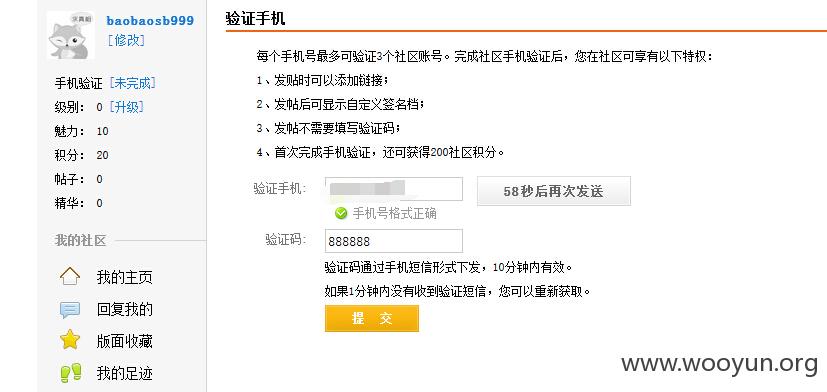 求真相
baobaosb999
[修改]
手机验证 [未完成]
级别： 0 [升级]
魅力： 10
积分： 20
帖子： 0
精华： 0
我的社区
我的主页
回复我的
版面收藏
我的足迹
验证手机
每个手机号最多可验证3个社区账号。完成社区手机验证后，您在社区可享有以下特权：
1、发贴时可以添加链接；
2、发帖后可显示自定义签名档；
3、发帖不需要填写验证码；
4、首次完成手机验证，还可获得200社区积分。
验证手机：
58秒后再次发送
手机号格式正确
验证码：
888888
验证码通过手机短信形式下发，10分钟内有效。
如果1分钟内没有收到验证短信，您可以重新获取。
提 交
www.wooyun.org